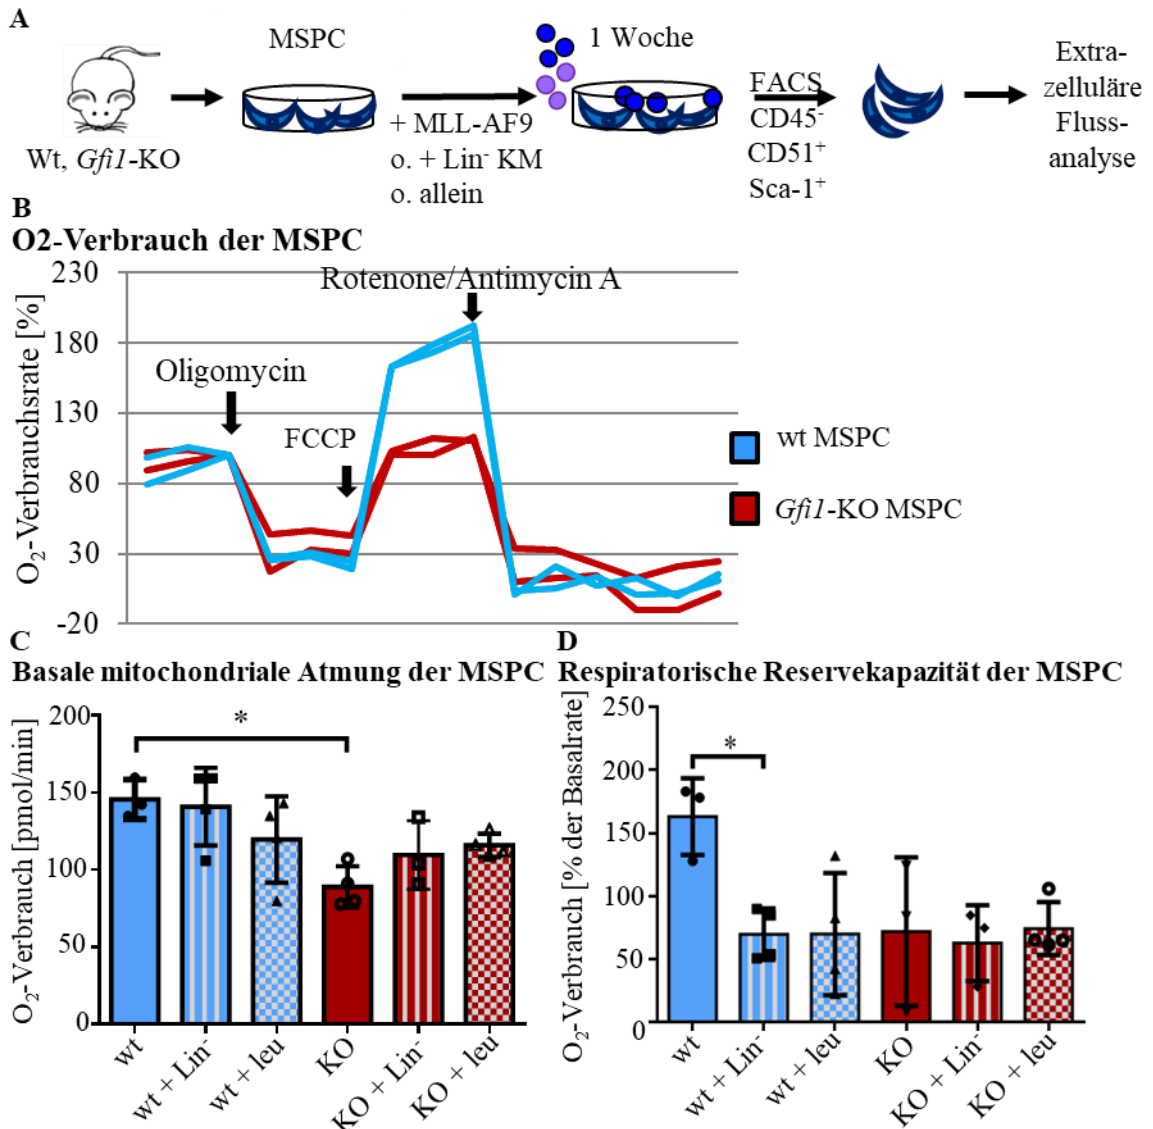 A
MSPC
1 Woche
Wt, Gfi1-KO
+ MLL-AF9
o. + Lin⁻ KM
o. allein
FACS
CD45⁻
CD51⁺
Sca-1⁺
Extra-
zelluläre
Fluss-
analyse
B
O2-Verbrauch der MSPC
O₂-Verbrauchsrate [%]
230
180
130
80
30
-20
Oligomycin
FCCP
Rotenone/Antimycin A
wt MSPC
Gfi1-KO MSPC
C
Basale mitochondriale Atmung der MSPC
O₂- Verbrauch [pmol/min]
200
150
100
50
0
*
wt
wt + Lin⁻
wt + leu
KO
KO + Lin⁻
KO + leu
D
Respiratorische Reservekapazität der MSPC
O₂- Verbrauch [% der Basalrate]
250
200
150
100
50
0
*
wt
wt + Lin⁻
wt + leu
KO
KO + Lin⁻
KO + leu